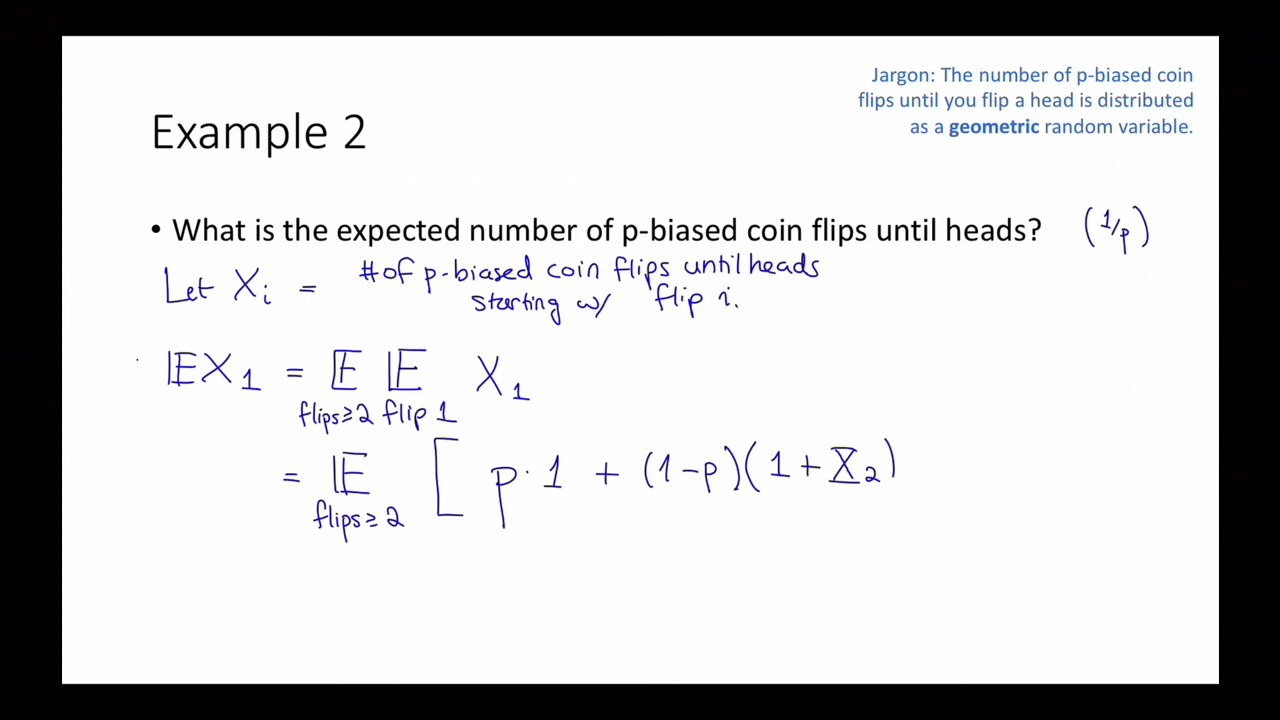 Jargon: The number of p-biased coin
flips until you flip a head is distributed
as a geometric random variable.
Example 2
• What is the expected number of p-biased coin flips until heads? (1/p)
Let Xi = # of p-biased coin flips until heads
starting w/ flip i.
𝔼X₁ = 𝔼 𝔼 X₁
flips≥2 flip 1
= 𝔼 [ p·1 + (1-p)(1+X₂)
flips≥2